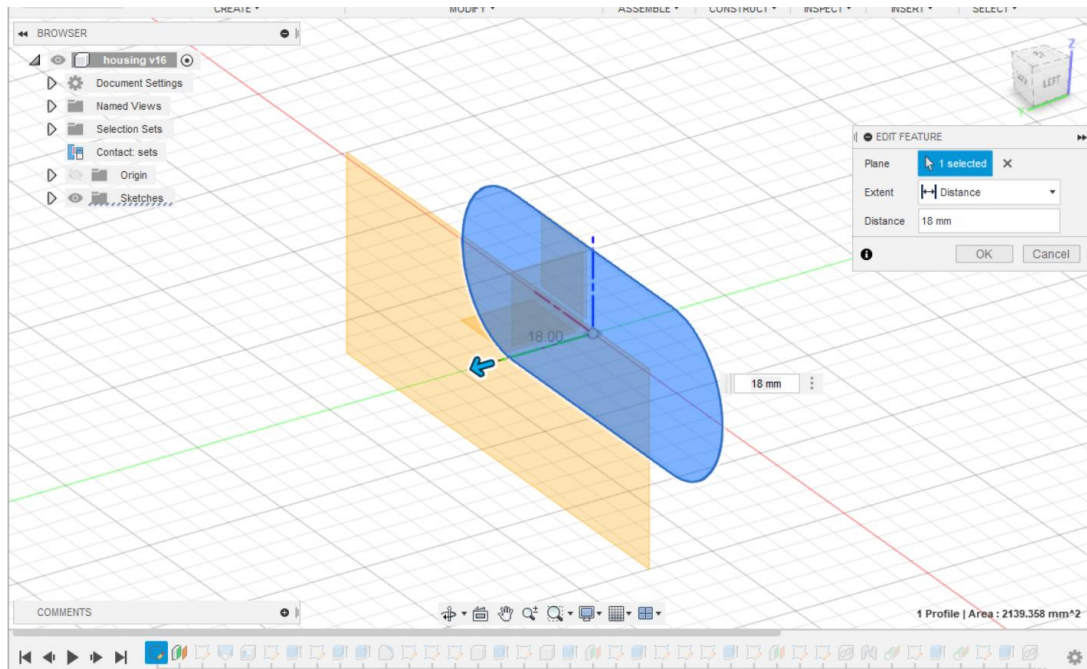 CREATE MODIFY ASSEMBLE CONSTRUCT INSPECT INSERT SELECT
BROWSER
housing v16
Document Settings
Named Views
Selection Sets
Contact: sets
Origin
Sketches
Z
LEFT
EDIT FEATURE
Plane 1 selected
Extent Distance
Distance 18 mm
OK Cancel
18.00
18 mm
COMMENTS
1 Profile | Area : 2139.358 mm^2